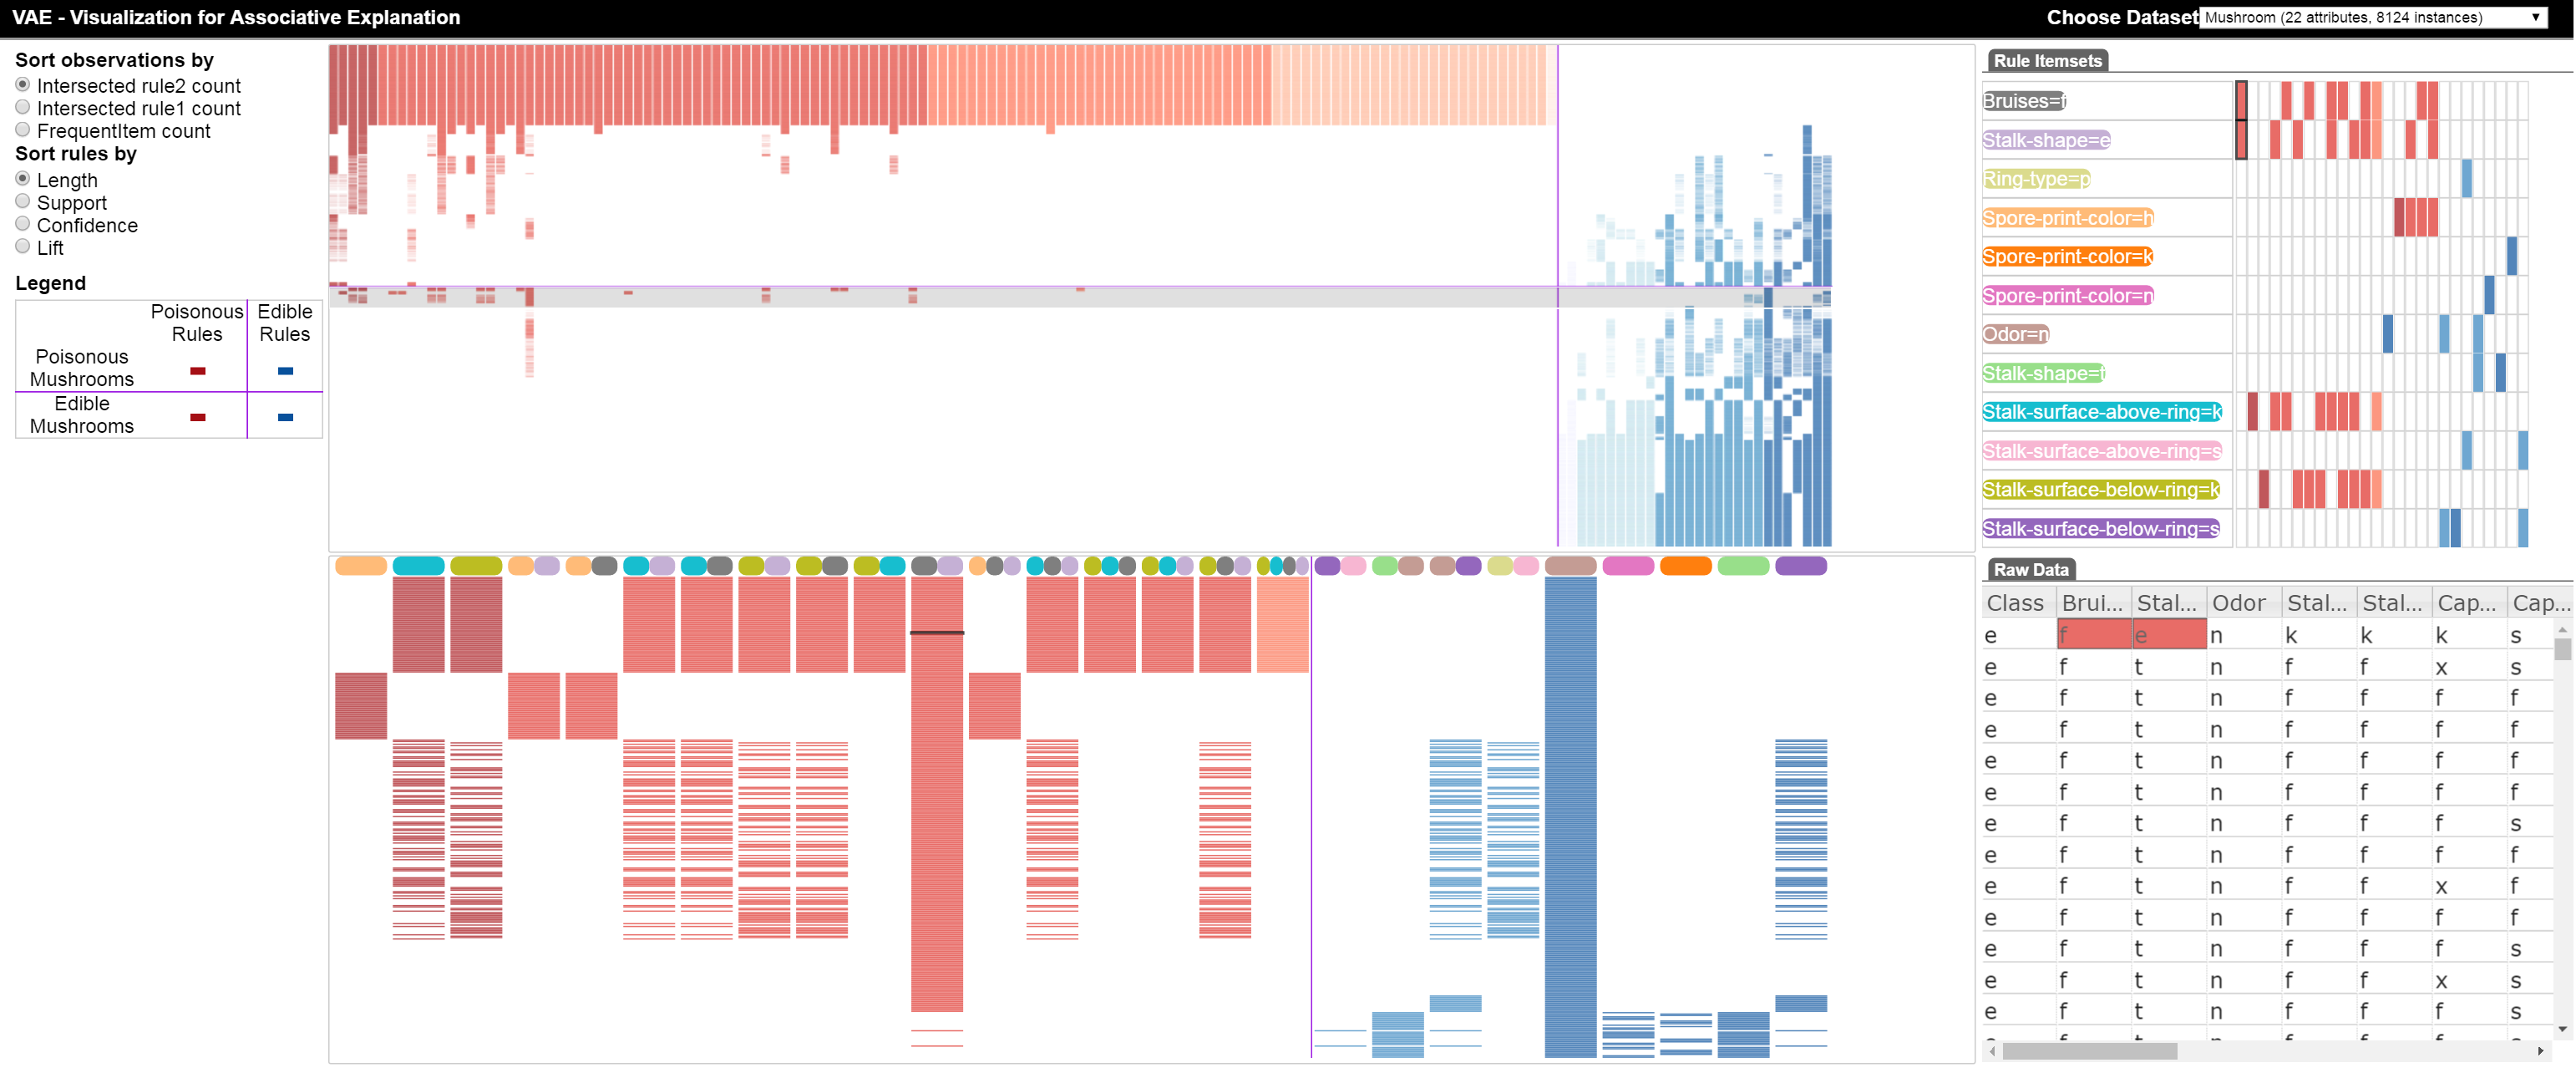 VAE - Visualization for Associative Explanation
Choose Dataset Mushroom (22 attributes, 8124 instances)
Sort observations by
Intersected rule2 count
Intersected rule1 count
FrequentItem count
Sort rules by
Length
Support
Confidence
Lift
Legend
Poisonous Rules Edible Rules
Poisonous Mushrooms
Edible Mushrooms
Rule Itemsets
Bruises=f
Stalk-shape=e
Ring-type=p
Spore-print-color=h
Spore-print-color=k
Spore-print-color=n
Odor=n
Stalk-shape=t
Stalk-surface-above-ring=k
Stalk-surface-above-ring=s
Stalk-surface-below-ring=k
Stalk-surface-below-ring=s
Raw Data
Class Brui... Stal... Odor Stal... Stal... Cap... Cap...
e f e n k k k s
e f t n f f x s
e f t n f f f f
e f t n f f f f
e f t n f f f f
e f t n f f f f
e f t n f f f s
e f t n f f f f
e f t n f f x f
e f t n f f f f
e f t n f f f s
e f t n f f x s
e f t n f f f s